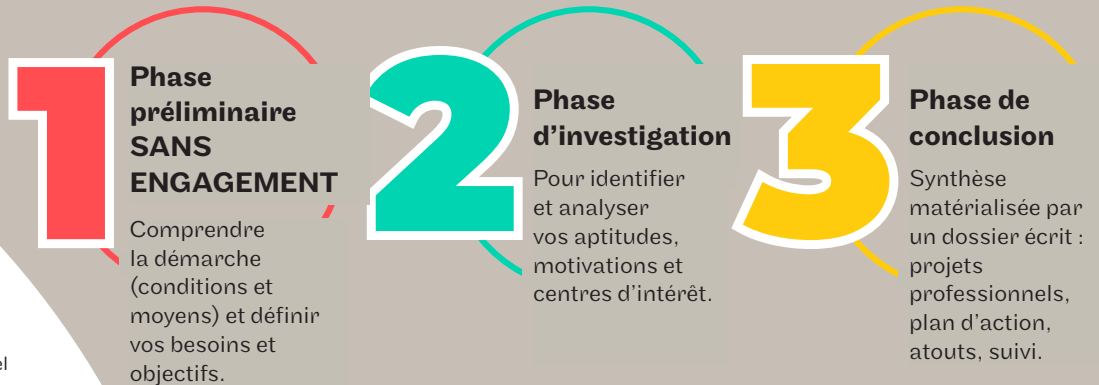 1
Phase
préliminaire
SANS
ENGAGEMENT
Comprendre
la démarche
(conditions et
moyens) et définir
vos besoins et
objectifs.
2
Phase
d’investigation
Pour identifier
et analyser
vos aptitudes,
motivations et
centres d’intérêt.
3
Phase de
conclusion
Synthèse
matérialisée par
un dossier écrit :
projets
professionnels,
plan d’action,
atouts, suivi.
el